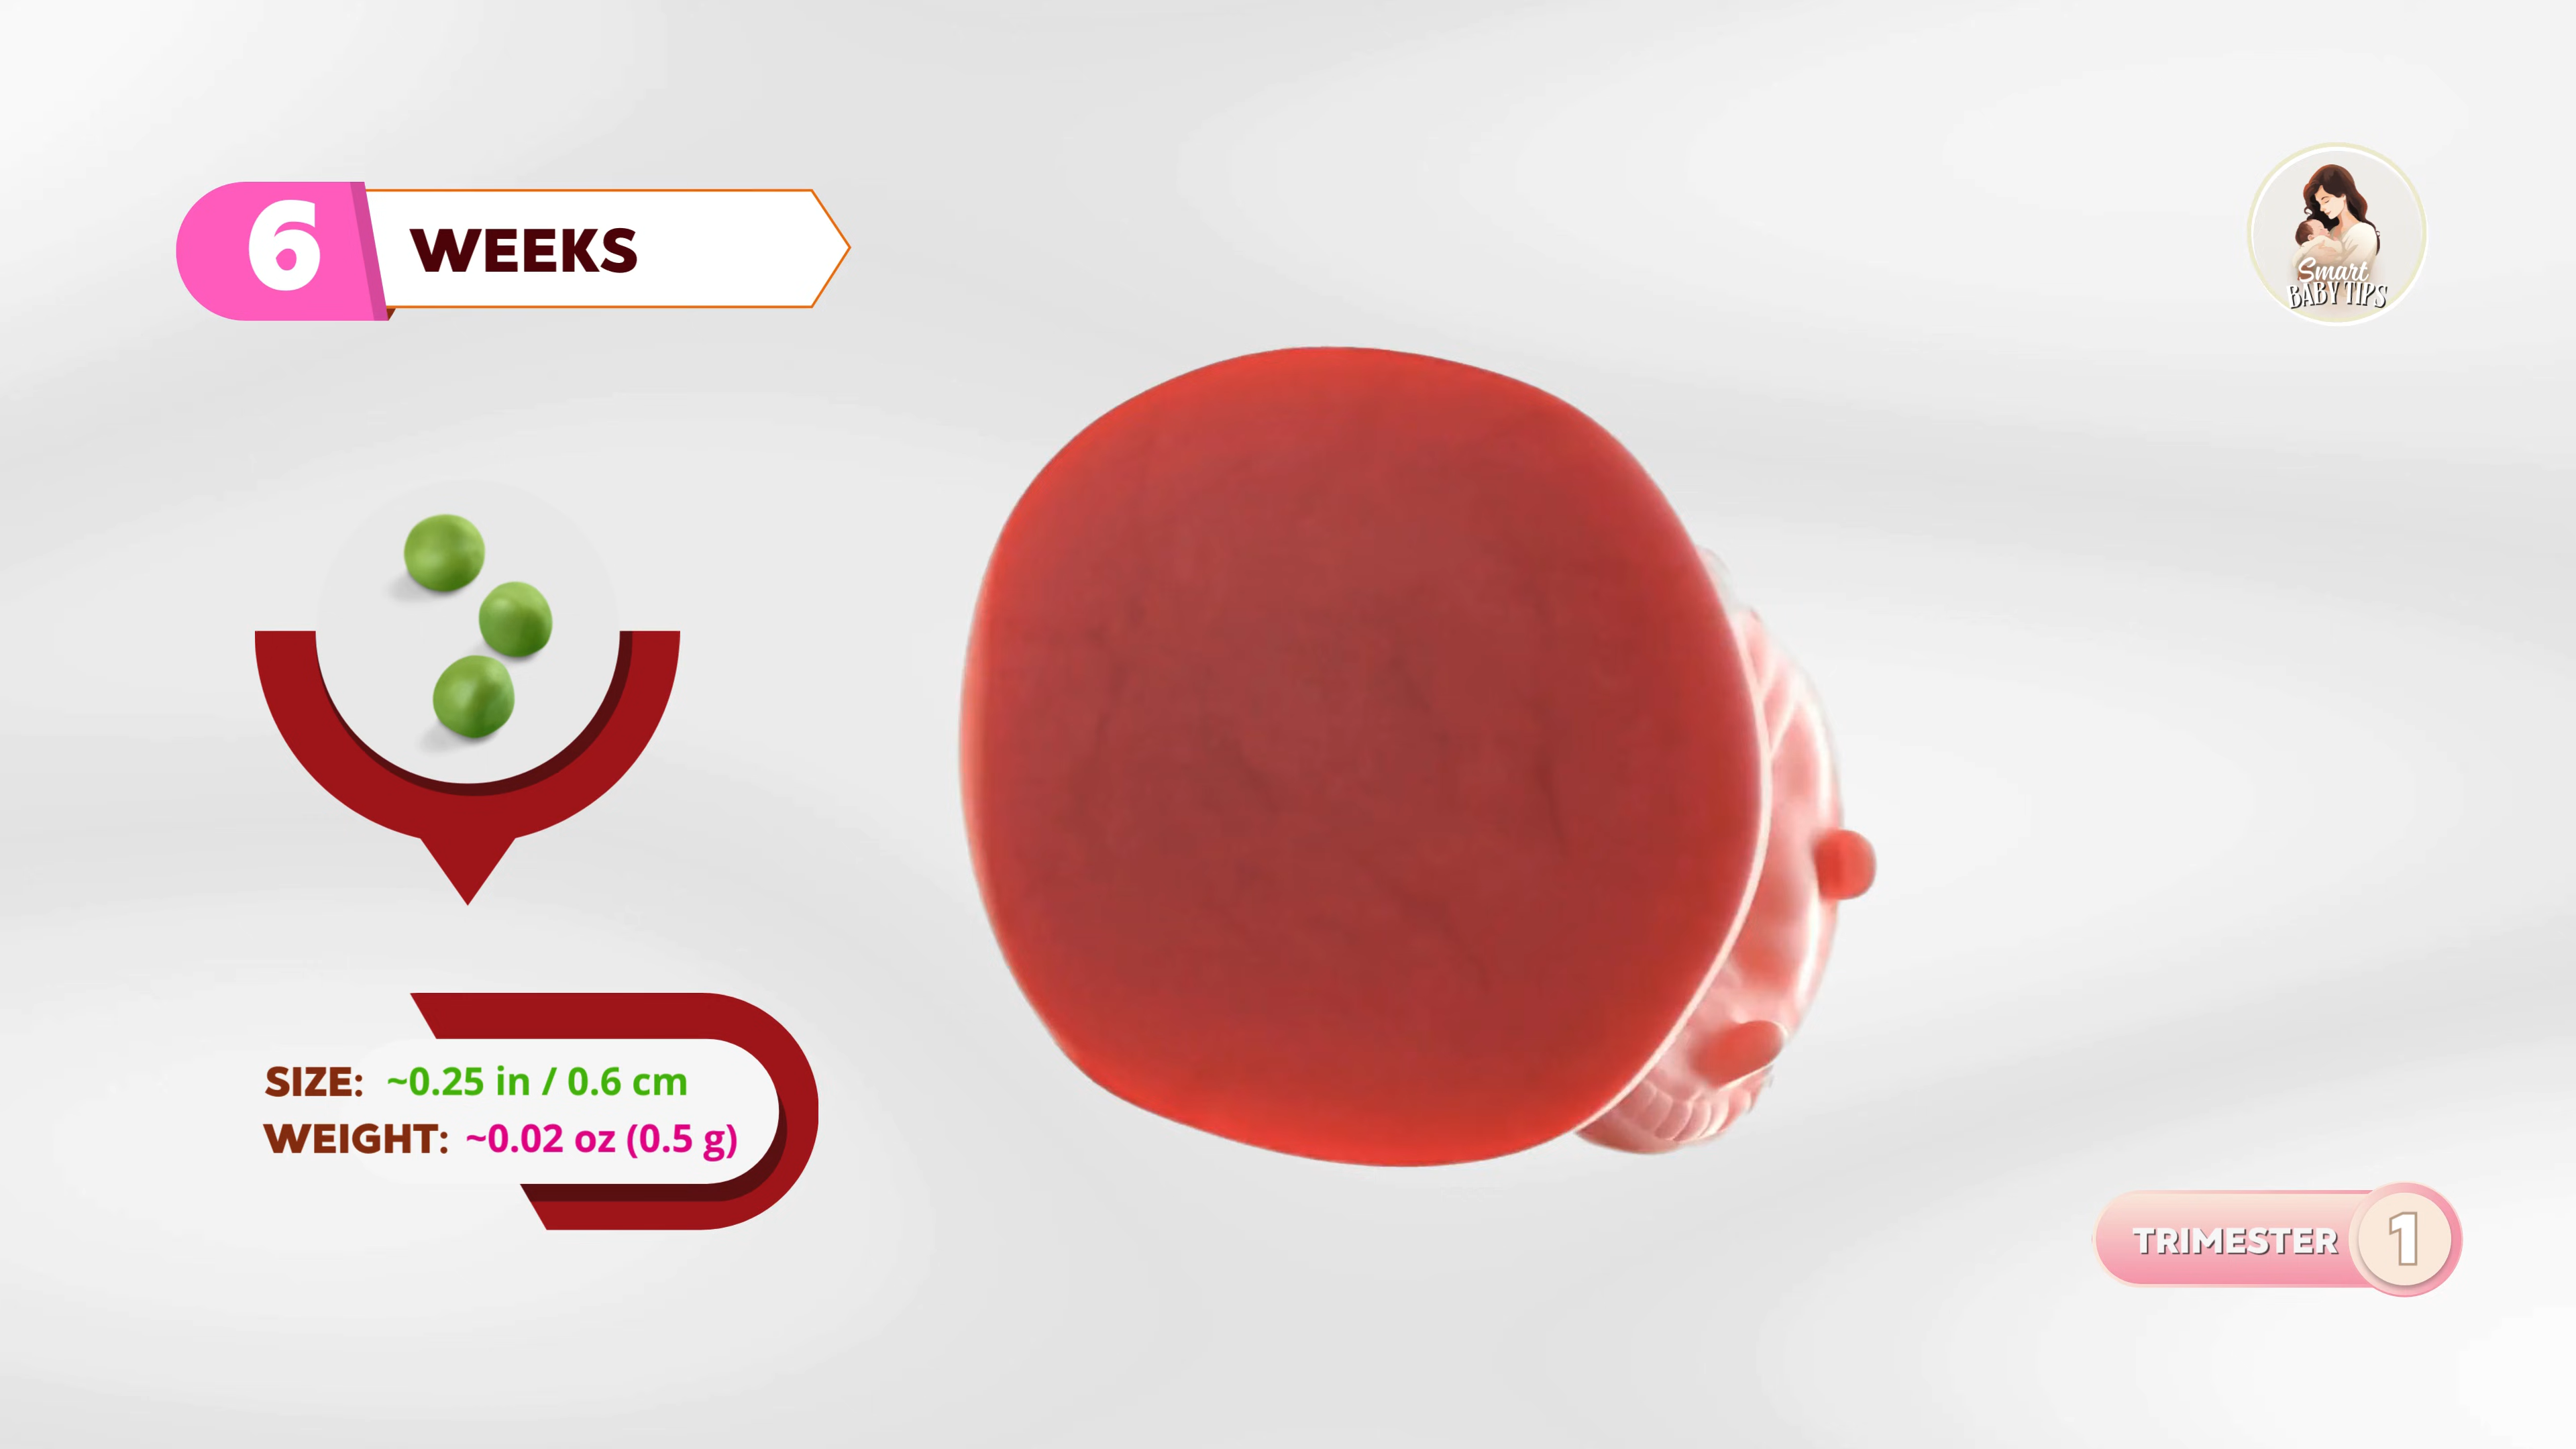 6 WEEKS
Smart
BABY TIPS
SIZE: ~0.25 in / 0.6 cm
WEIGHT: ~0.02 oz (0.5 g)
TRIMESTER 1